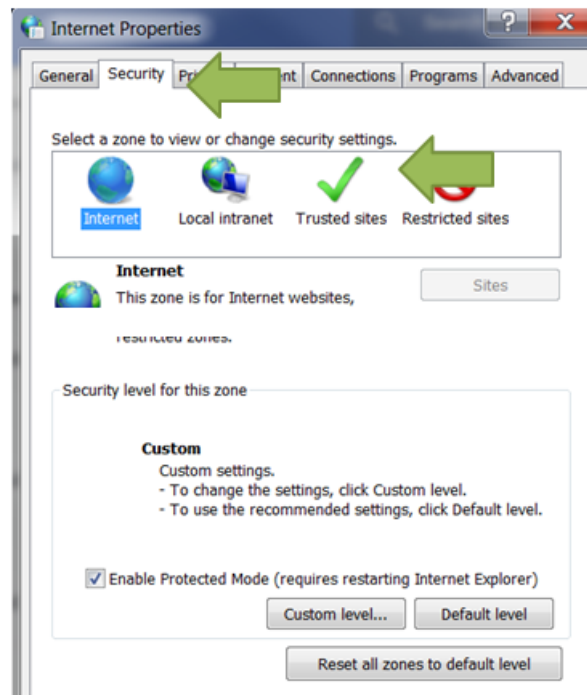 Internet Properties
?
X
General Security Connections Programs Advanced
Select a zone to view or change security settings.
Internet Local intranet Trusted sites Restricted sites
Internet
This zone is for Internet websites,
Sites
restricted zones.
Security level for this zone
Custom
Custom settings.
- To change the settings, click Custom level.
- To use the recommended settings, click Default level.
Enable Protected Mode (requires restarting Internet Explorer)
Custom level... Default level
Reset all zones to default level